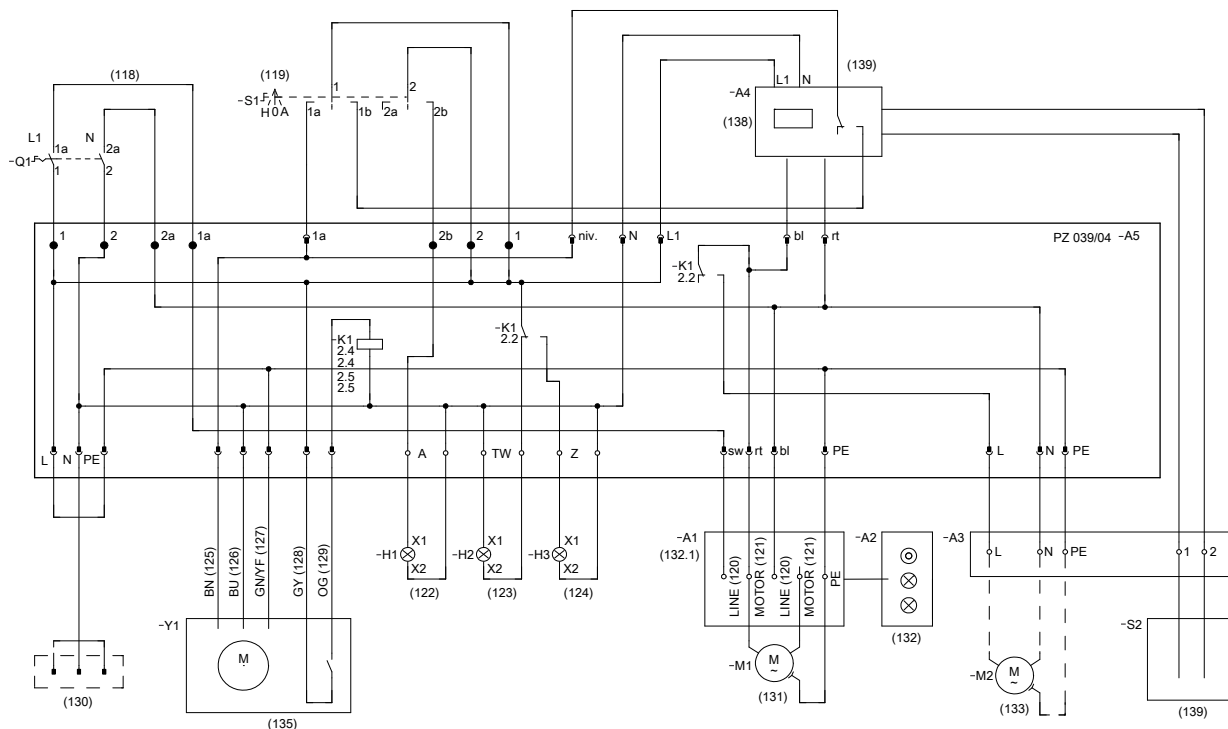 (118)
(119)
(139)
L1 N
-A4
(138)
1
2
-S1
H 0 A
1a
1b
2a
2b
L1
N
1a
2a
-Q1
1
2
1
2
2a
1a
1a
2b
2
1
niv.
N
L1
bl
rt
PZ 039/04
-A5
-K1
2.2
-K1
2.2
-K1
2.4
2.4
2.5
2.5
L
N
PE
A
TW
Z
sw
rt
bl
PE
L
N
PE
BN (125)
BU (126)
GN/YF (127)
GY (128)
OG (129)
X1
-H1
X2
(122)
X1
-H2
X2
(123)
X1
-H3
X2
(124)
-A1
(132.1)
LINE (120)
MOTOR (121)
LINE (120)
MOTOR (121)
PE
-A2
(132)
-A3
L
N
PE
1
2
-Y1
M
(135)
(130)
-M1
M
~
(131)
-M2
M
~
(133)
-S2
(139)